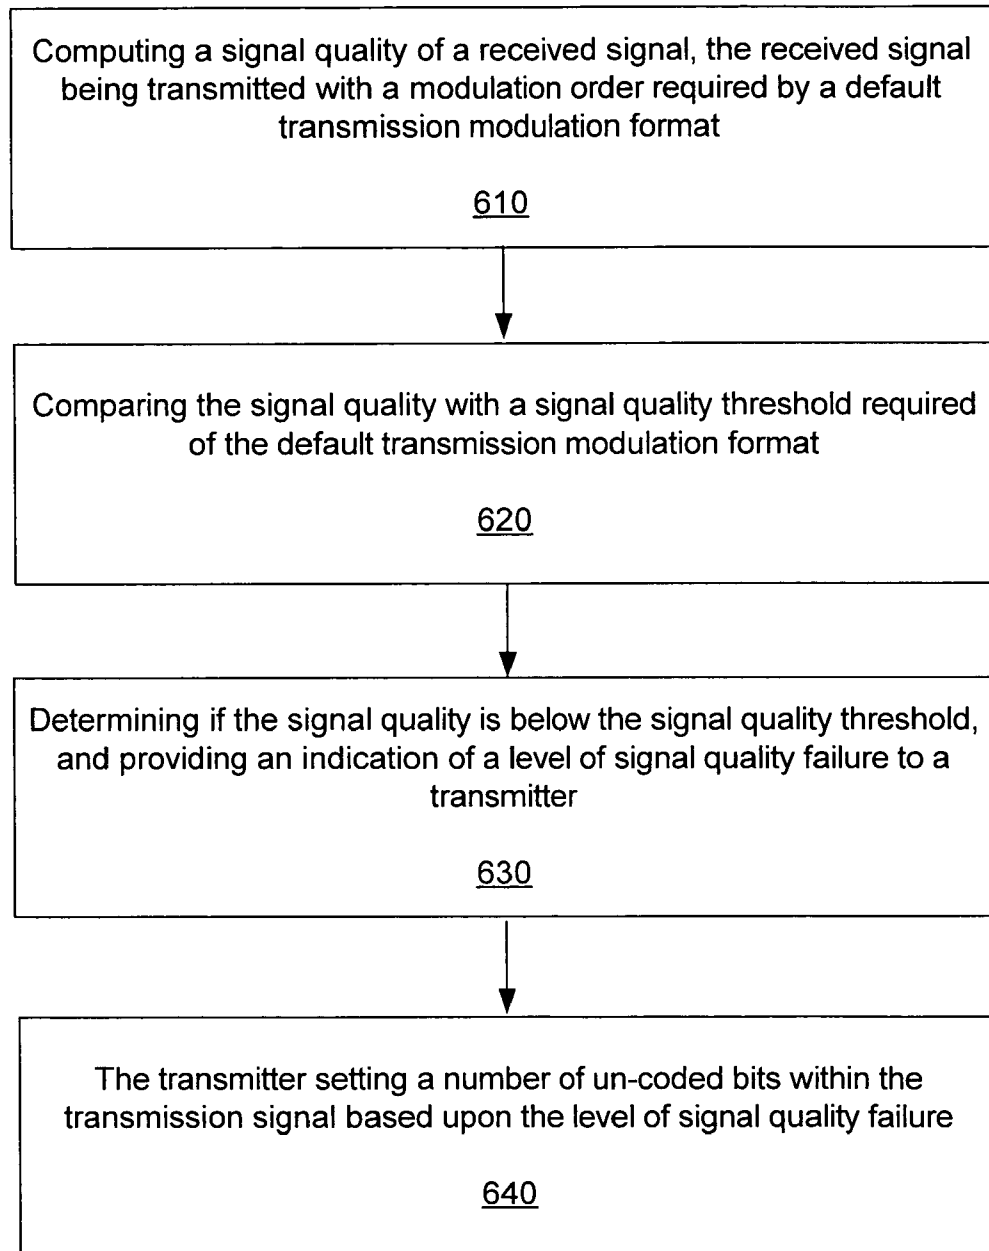 Computing a signal quality of a received signal, the received signal
being transmitted with a modulation order required by a default
transmission modulation format
610
Comparing the signal quality with a signal quality threshold required
of the default transmission modulation format
620
Determining if the signal quality is below the signal quality threshold,
and providing an indication of a level of signal quality failure to a
transmitter
630
The transmitter setting a number of un-coded bits within the
transmission signal based upon the level of signal quality failure
640